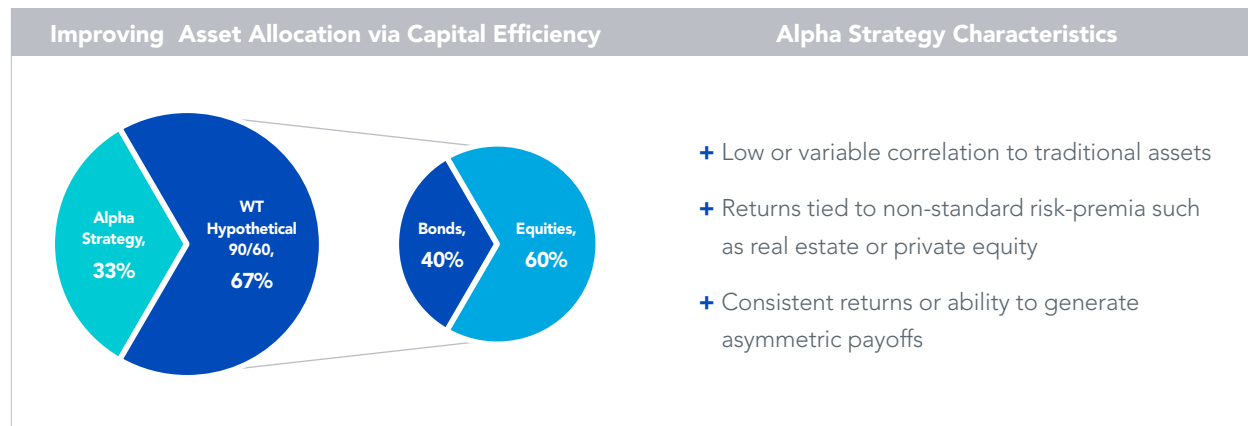 Improving Asset Allocation via Capital Efficiency
Alpha Strategy Characteristics
Alpha
Strategy,
33%
WT
Hypothetical
90/60,
67%
Bonds,
40%
Equities,
60%
+ Low or variable correlation to traditional assets
+ Returns tied to non-standard risk-premia such
as real estate or private equity
+ Consistent returns or ability to generate
asymmetric payoffs